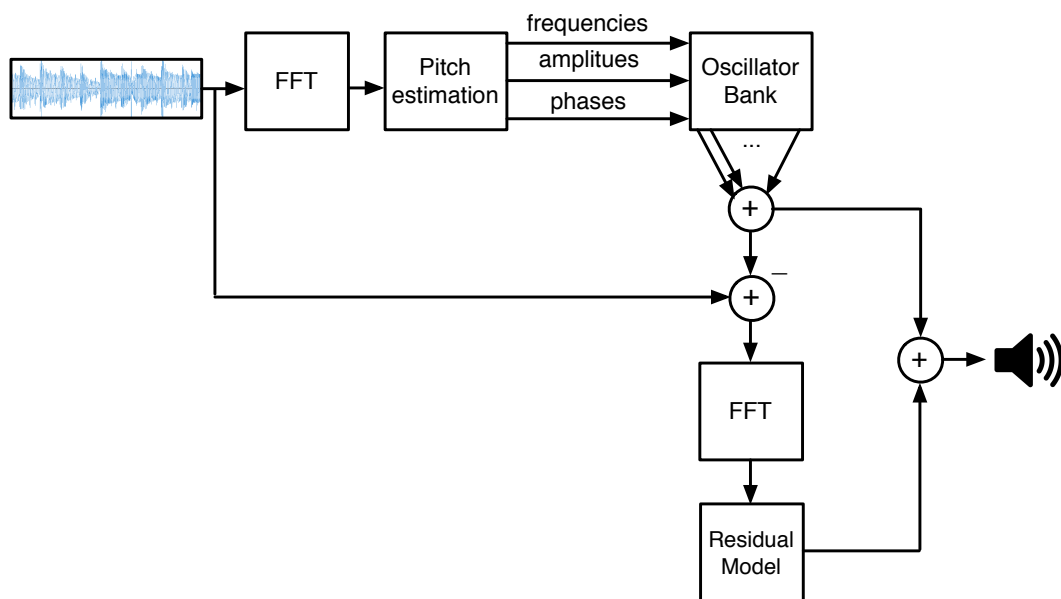 frequencies
FFT
Pitch
estimation
amplitues
phases
Oscillator
Bank
...
+
–
+
+
FFT
Residual
Model